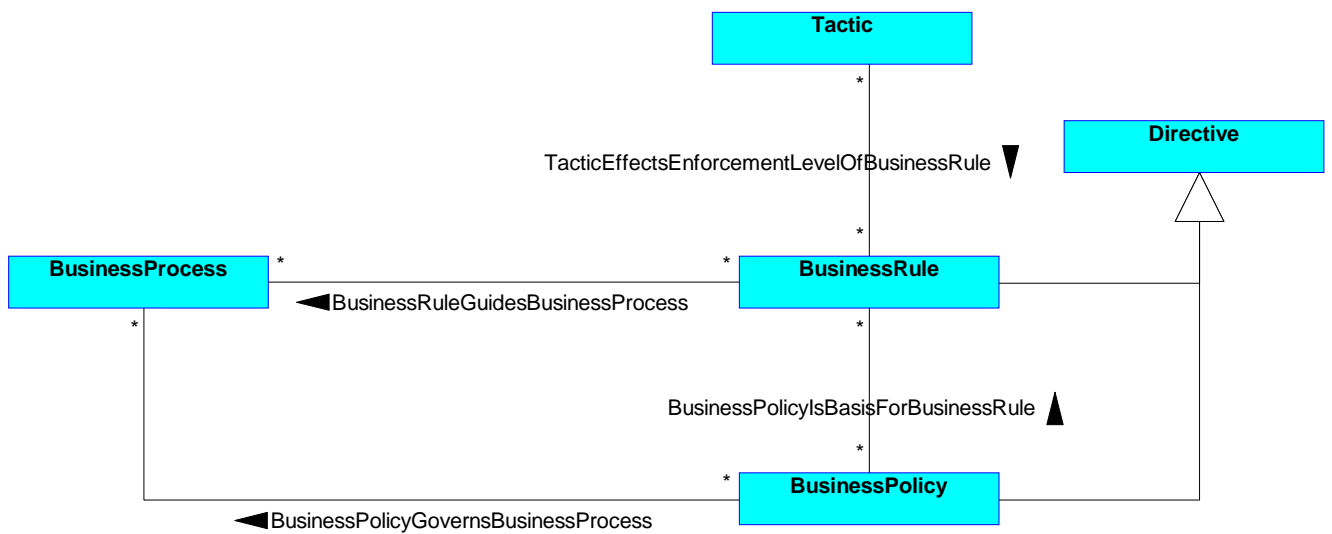 Tactic
*
Directive
TacticEffectsEnforcementLevelOfBusinessRule
*
BusinessProcess
*
*
BusinessRule
BusinessRuleGuidesBusinessProcess
*
*
BusinessPolicyIsBasisForBusinessRule
*
*
BusinessPolicy
BusinessPolicyGovernsBusinessProcess